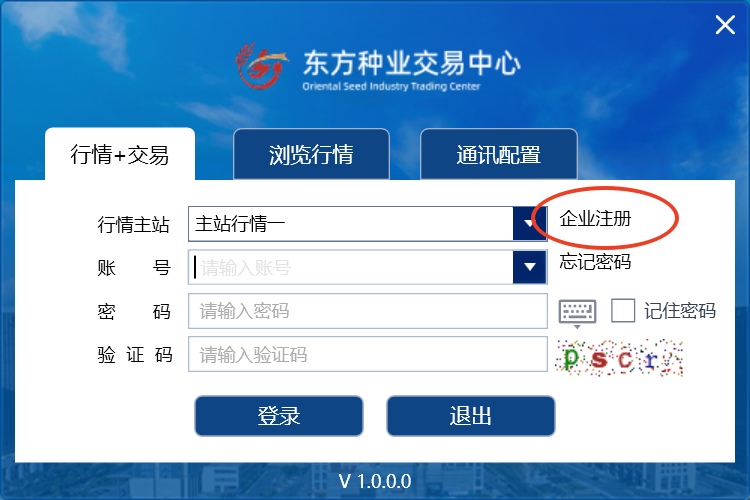 东方种业交易中心
Oriental Seed Industry Trading Center
行情+交易 浏览行情 通讯配置
行情主站 主站行情一 企业注册
账 号 请输入账号 忘记密码
密 码 请输入密码 记住密码
验 证 码 请输入验证码 pscr
登录 退出
V 1.0.0.0